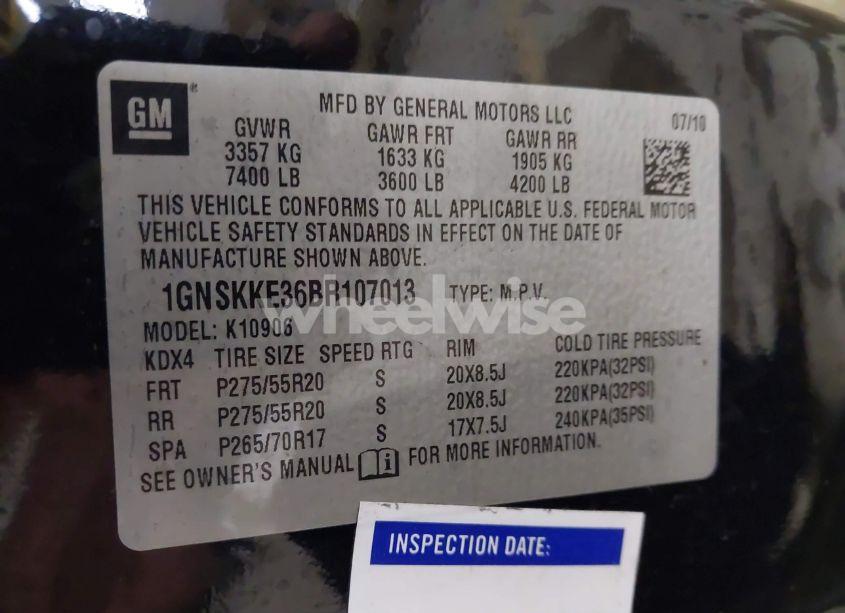 GM
MFD BY GENERAL MOTORS LLC
07/10
GVWR GAWR FRT GAWR RR
3357 KG 1633 KG 1905 KG
7400 LB 3600 LB 4200 LB
THIS VEHICLE CONFORMS TO ALL APPLICABLE U.S. FEDERAL MOTOR
VEHICLE SAFETY STANDARDS IN EFFECT ON THE DATE OF
MANUFACTURE SHOWN ABOVE.
1GNSKKE36BR107013 TYPE: M.P.V.
wheelwise
MODEL: K10906
KDX4 TIRE SIZE SPEED RTG RIM COLD TIRE PRESSURE
FRT P275/55R20 S 20X8.5J 220KPA(32PSI)
RR P275/55R20 S 20X8.5J 220KPA(32PSI)
SPA P265/70R17 S 17X7.5J 240KPA(35PSI)
SEE OWNER'S MANUAL i FOR MORE INFORMATION.
INSPECTION DATE: